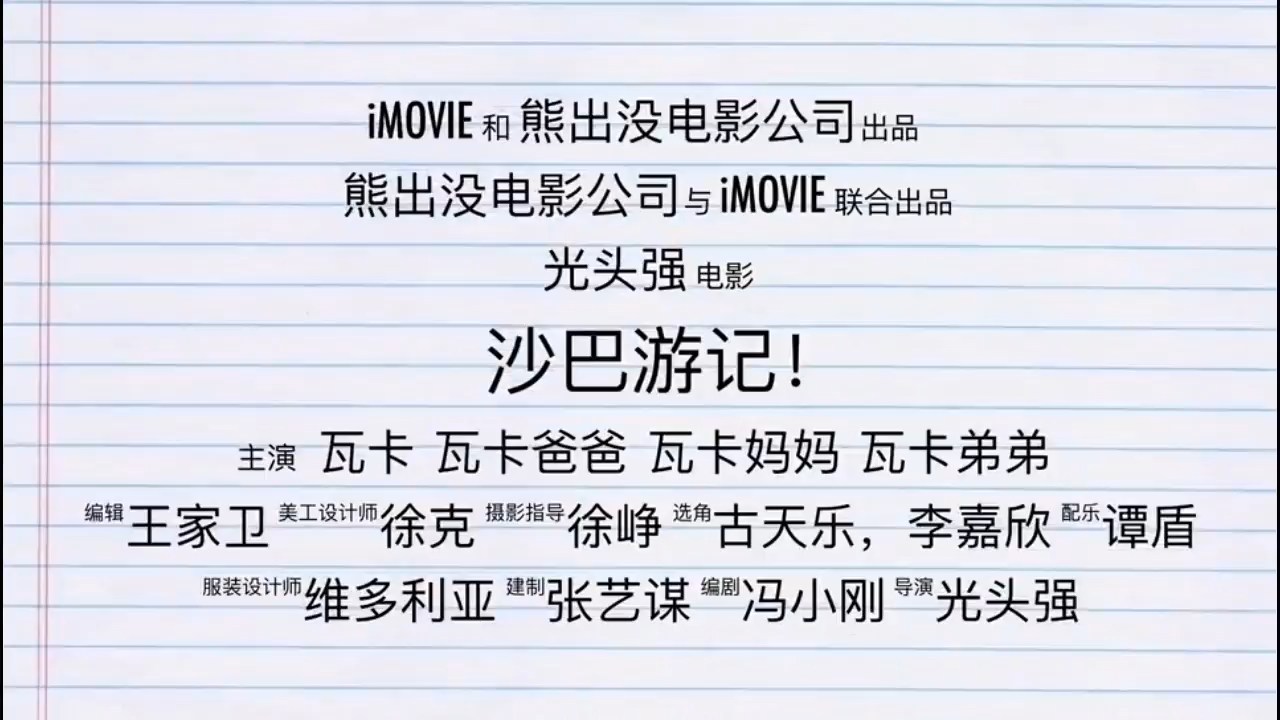 iMOVIE 和 熊出没电影公司 出品
熊出没电影公司 与 iMOVIE 联合出品
光头强 电影
沙巴游记！
主演 瓦卡 瓦卡爸爸 瓦卡妈妈 瓦卡弟弟
编辑 王家卫 美工设计师 徐克 摄影指导 徐峥 选角 古天乐，李嘉欣 配乐 谭盾
服装设计师 维多利亚 建制 张艺谋 编剧 冯小刚 导演 光头强